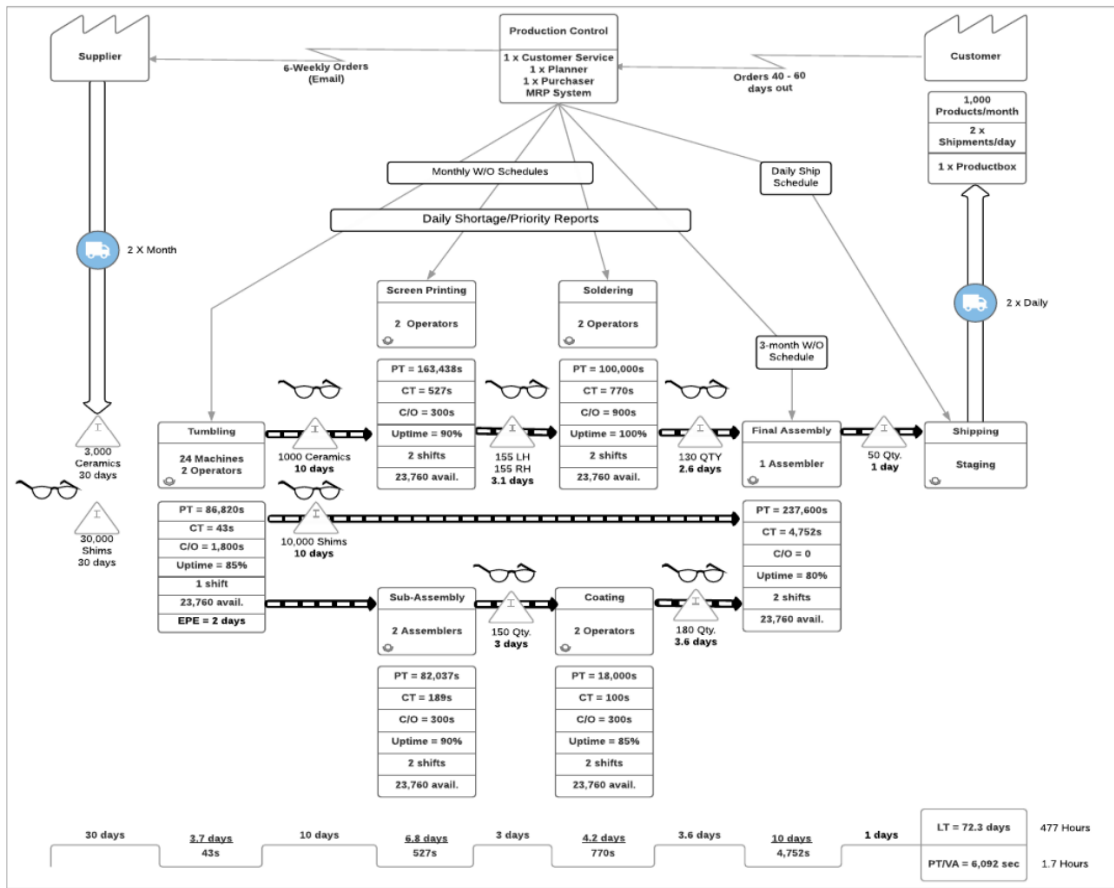 Supplier
6-Weekly Orders
(Email)
Production Control
1 x Customer Service
1 x Planner
1 x Purchaser
MRP System
Orders 40 - 60
days out
Customer
1,000
Products/month
2 x
Shipments/day
1 x Productbox
Monthly W/O Schedules
Daily Ship
Schedule
Daily Shortage/Priority Reports
2 X Month
2 x Daily
3-month W/O
Schedule
Screen Printing
2 Operators
PT = 163,438s
CT = 527s
C/O = 300s
Uptime = 90%
2 shifts
23,760 avail.
Soldering
2 Operators
PT = 100,000s
CT = 770s
C/O = 900s
Uptime = 100%
2 shifts
23,760 avail.
I
3,000
Ceramics
30 days
I
30,000
Shims
30 days
Tumbling
24 Machines
2 Operators
PT = 86,820s
CT = 43s
C/O = 1,800s
Uptime = 85%
1 shift
23,760 avail.
EPE = 2 days
I
1000 Ceramics
10 days
I
155 LH
155 RH
3.1 days
I
130 QTY
2.6 days
Final Assembly
1 Assembler
PT = 237,600s
CT = 4,752s
C/O = 0
Uptime = 80%
2 shifts
23,760 avail.
I
50 Qty.
1 day
Shipping
Staging
I
10,000 Shims
10 days
Sub-Assembly
2 Assemblers
PT = 82,037s
CT = 189s
C/O = 300s
Uptime = 90%
2 shifts
23,760 avail.
I
150 Qty.
3 days
Coating
2 Operators
PT = 18,000s
CT = 100s
C/O = 300s
Uptime = 85%
2 shifts
23,760 avail.
I
180 Qty.
3.6 days
30 days
3.7 days
43s
10 days
6.8 days
527s
3 days
4.2 days
770s
3.6 days
10 days
4,752s
1 days
LT = 72.3 days
477 Hours
PT/VA = 6,092 sec
1.7 Hours